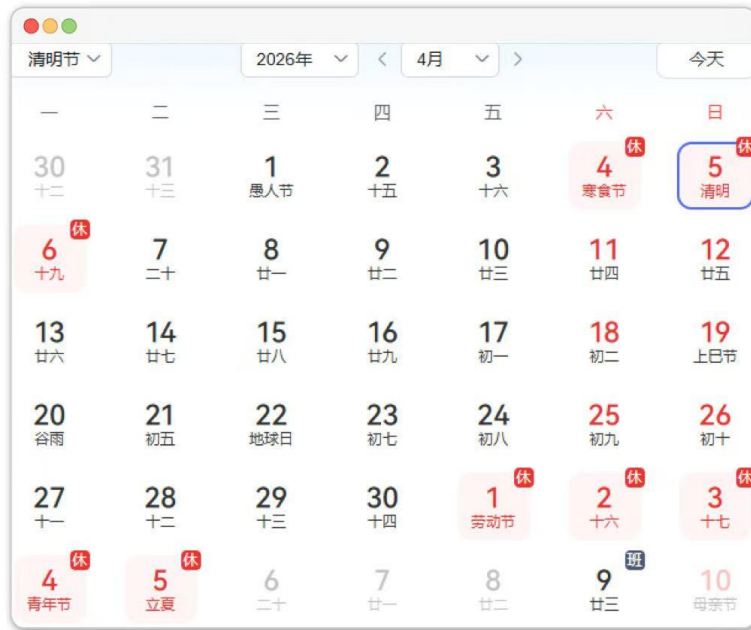 清明节 2026年 4月 今天
一 二 三 四 五 六 日
休 休
30 31 1 2 3 4 5
十二 十三 愚人节 十五 十六 寒食节 清明
休
6 7 8 9 10 11 12
十九 二十 廿一 廿二 廿三 廿四 廿五
13 14 15 16 17 18 19
廿六 廿七 廿八 廿九 初一 初二 上巳节
20 21 22 23 24 25 26
谷雨 初五 地球日 初七 初八 初九 初十
休 休 休
27 28 29 30 1 2 3
十一 十二 十三 十四 劳动节 十六 十七
休 休 班
4 5 6 7 8 9 10
青年节 立夏 二十 廿一 廿二 廿三 母亲节